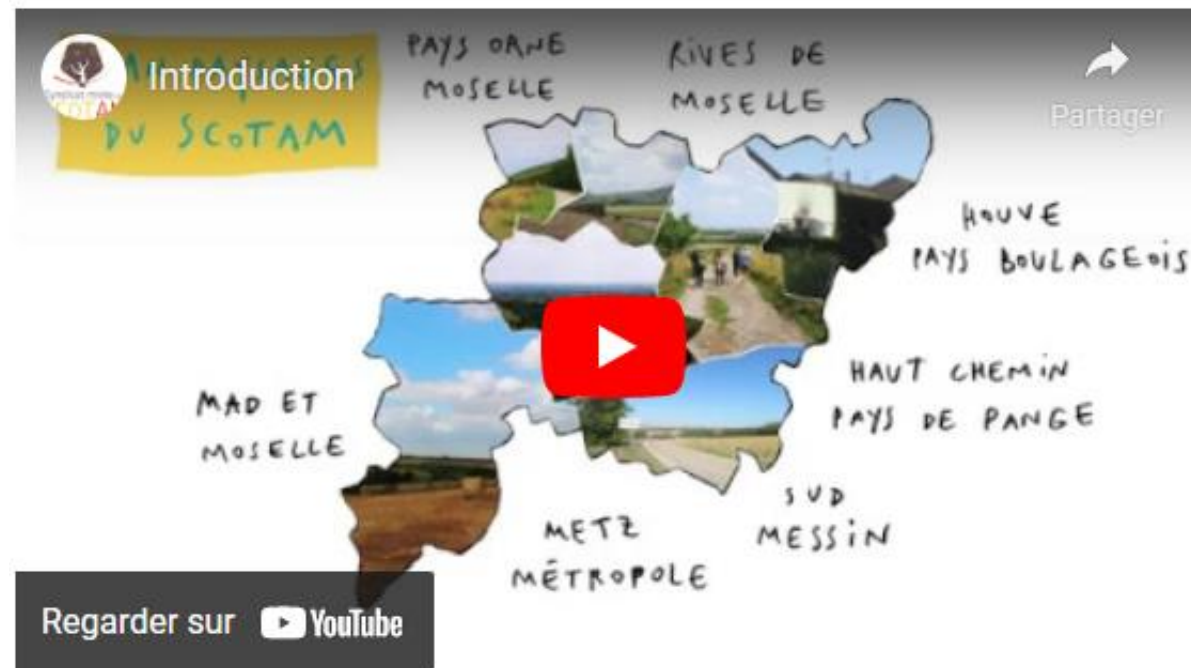 Introduction
DU SCOTAM
PAYS ORNE
MOSELLE
RIVES DE
MOSELLE
Partager
HOUVE
PAYS BOULAGEOIS
HAUT CHEMIN
PAYS DE PANGE
MAD ET
MOSELLE
SUD
MESSIN
METZ
MÉTROPOLE
Regarder sur YouTube